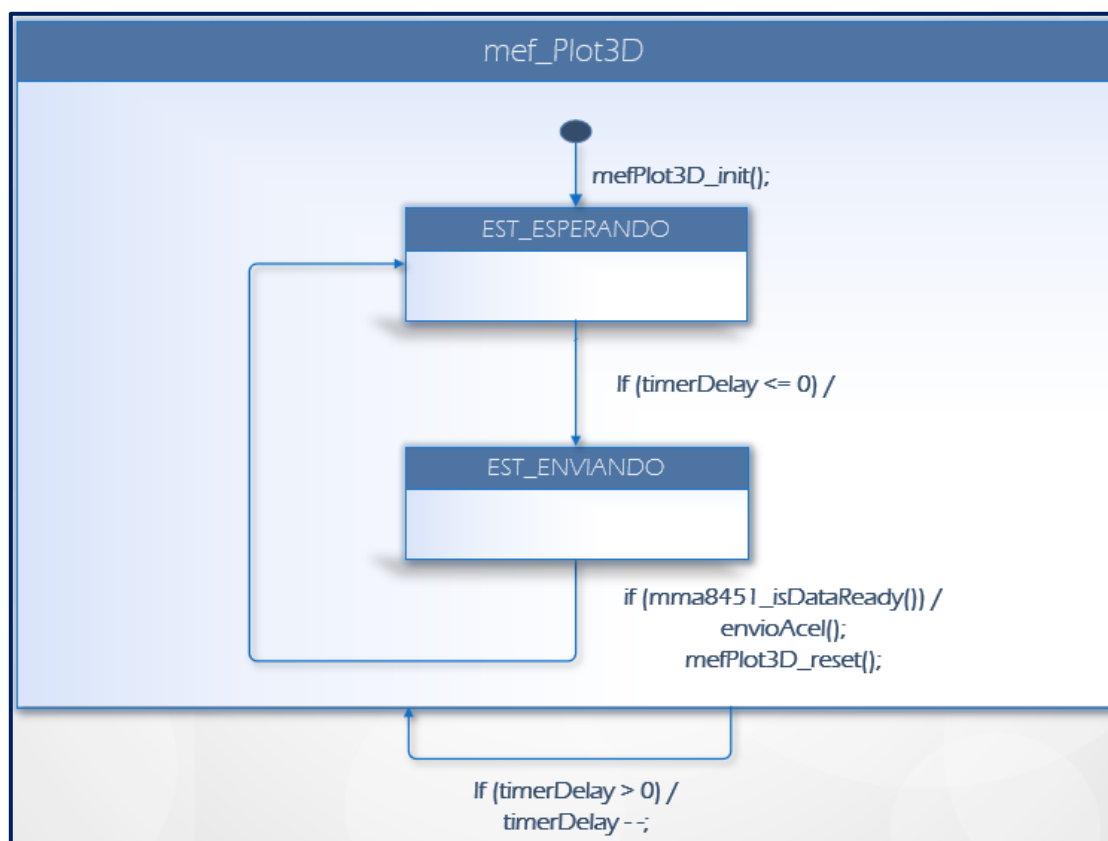 mef_Plot3D
mefPlot3D_init();
EST_ESPERANDO
If (timerDelay <= 0) /
EST_ENVIANDO
if (mma8451_isDataReady()) /
envioAcel();
mefPlot3D_reset();
If (timerDelay > 0) /
timerDelay - -;